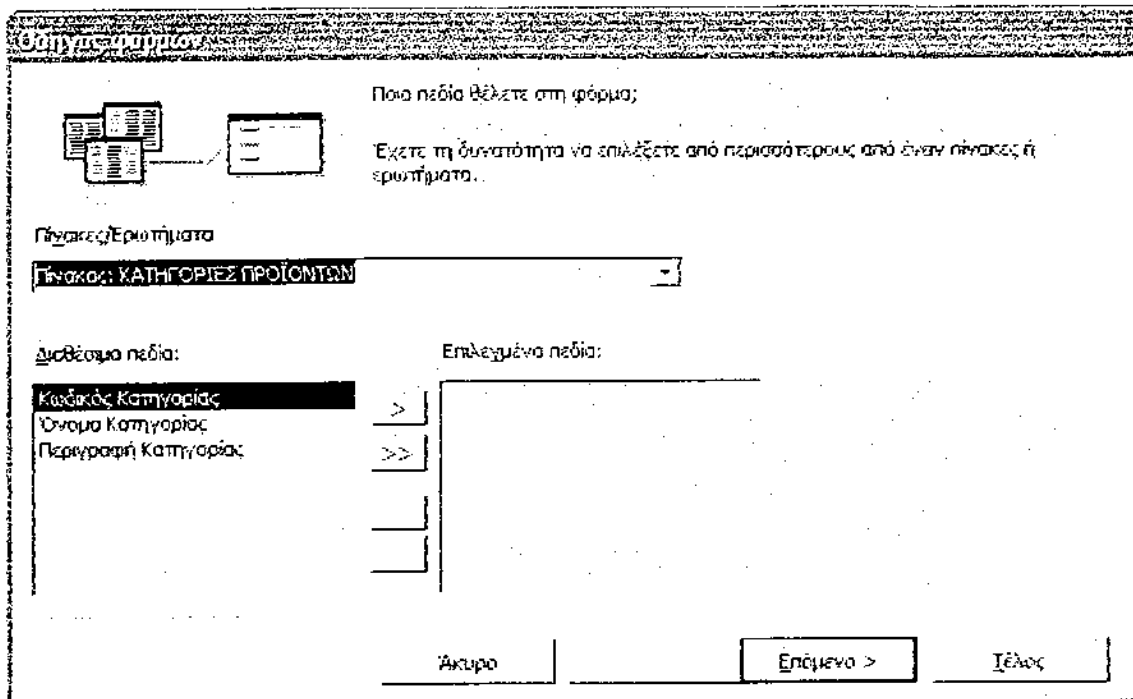 Οδηγός φορμών
Ποια πεδία θέλετε στη φόρμα;
Έχετε τη δυνατότητα να επιλέξετε από περισσότερους από έναν πίνακες ή
ερωτήματα.
Πίνακες/Ερωτήματα
Πίνακας: ΚΑΤΗΓΟΡΙΕΣ ΠΡΟΪΟΝΤΩΝ
Διαθέσιμα πεδία:
Επιλεγμένα πεδία:
Κωδικός Κατηγορίας
Όνομα Κατηγορίας
Περιγραφή Κατηγορίας
>
>>
Άκυρο
Επόμενο >
Τέλος